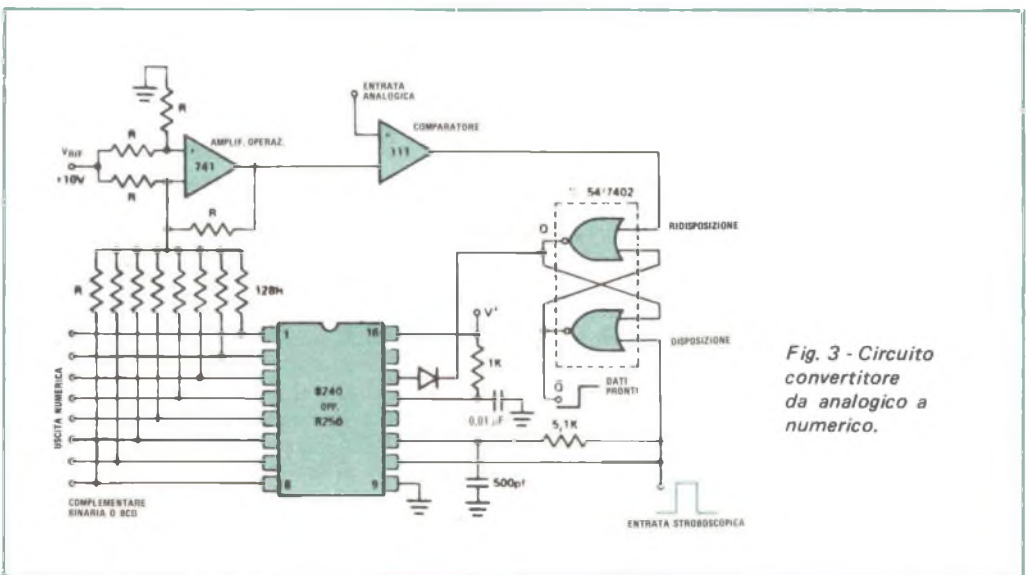 R
R
VRIF
+10V
R
AMPLIF. OPERAZ.
741
R
ENTRATA
ANALOGICA
COMPARATORE
111
54/7402
Q
RIDISPOSIZIONE
DISPOSIZIONE
Q̄
DATI
PRONTI
R
128R
V+
1
16
1K
8240
OPP.
8250
0,01 µF
5,1K
500pf
8
9
USCITA NUMERICA
COMPLEMENTARE
BINARIA O BCD
ENTRATA STROBOSCOPICA
Fig. 3 - Circuito
convertitore
da analogico a
numerico.